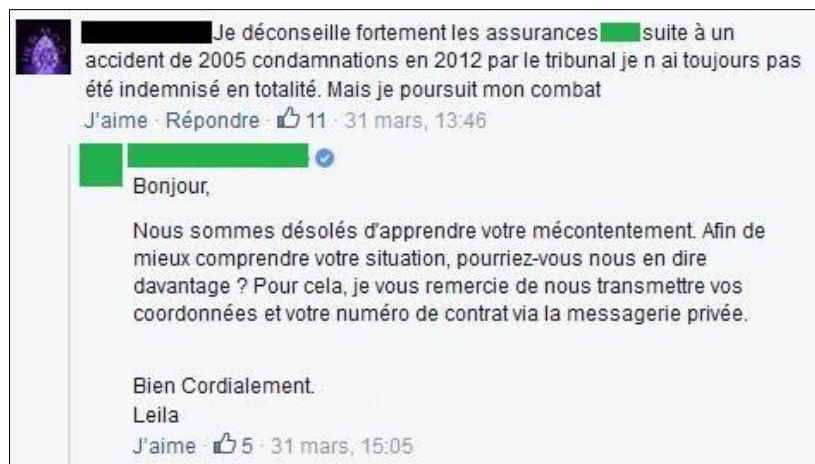 Je déconseille fortement les assurances suite à un
accident de 2005 condamnations en 2012 par le tribunal je n ai toujours pas
été indemnisé en totalité. Mais je poursuit mon combat
J'aime · Répondre · 11 · 31 mars, 13:46
Bonjour,
Nous sommes désolés d'apprendre votre mécontentement. Afin de
mieux comprendre votre situation, pourriez-vous nous en dire
davantage ? Pour cela, je vous remercie de nous transmettre vos
coordonnées et votre numéro de contrat via la messagerie privée.
Bien Cordialement.
Leila
J'aime · 5 · 31 mars, 15:05